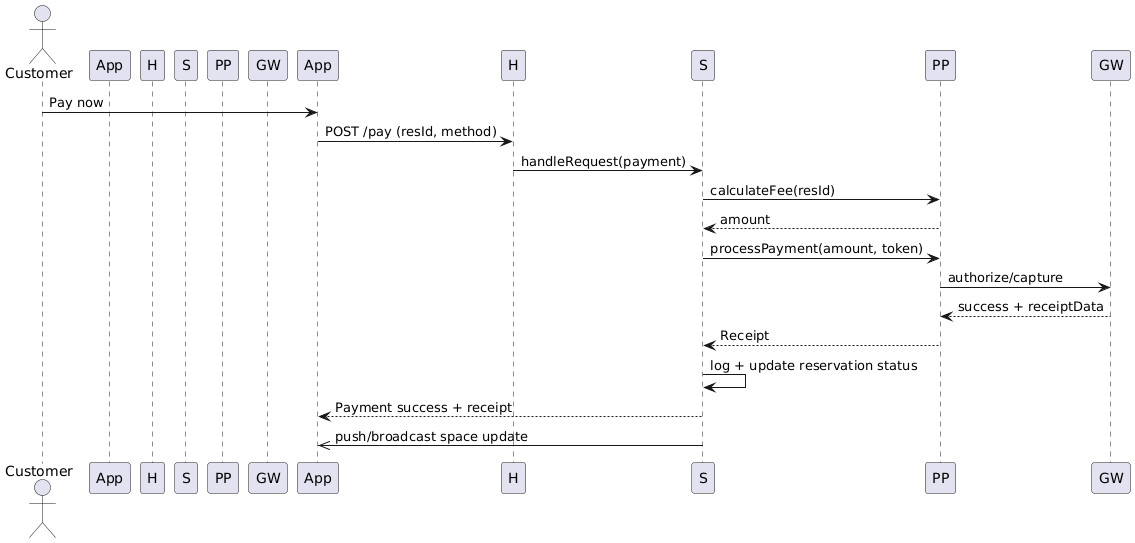 Customer
App H S PP GW App H S PP GW
Pay now
POST /pay (resId, method)
handleRequest(payment)
calculateFee(resId)
amount
processPayment(amount, token)
authorize/capture
success + receiptData
Receipt
log + update reservation status
Payment success + receipt
push/broadcast space update
Customer
App H S PP GW App H S PP GW